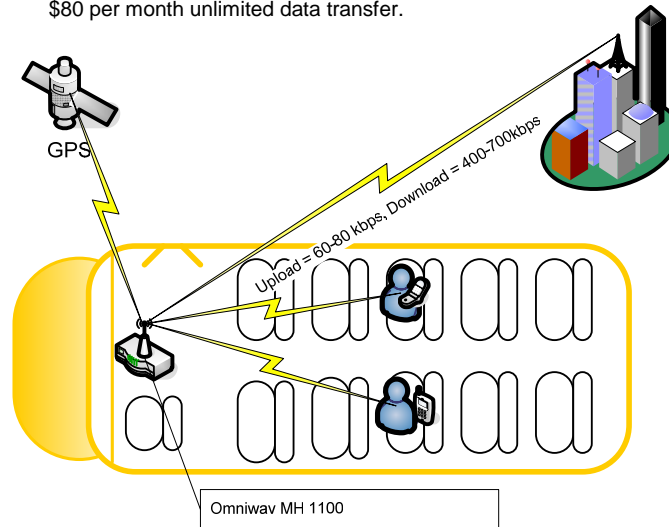 $80 per month unlimited data transfer.
GPS
Upload = 60-80 kbps, Download = 400-700kbps
Omniwav MH 1100